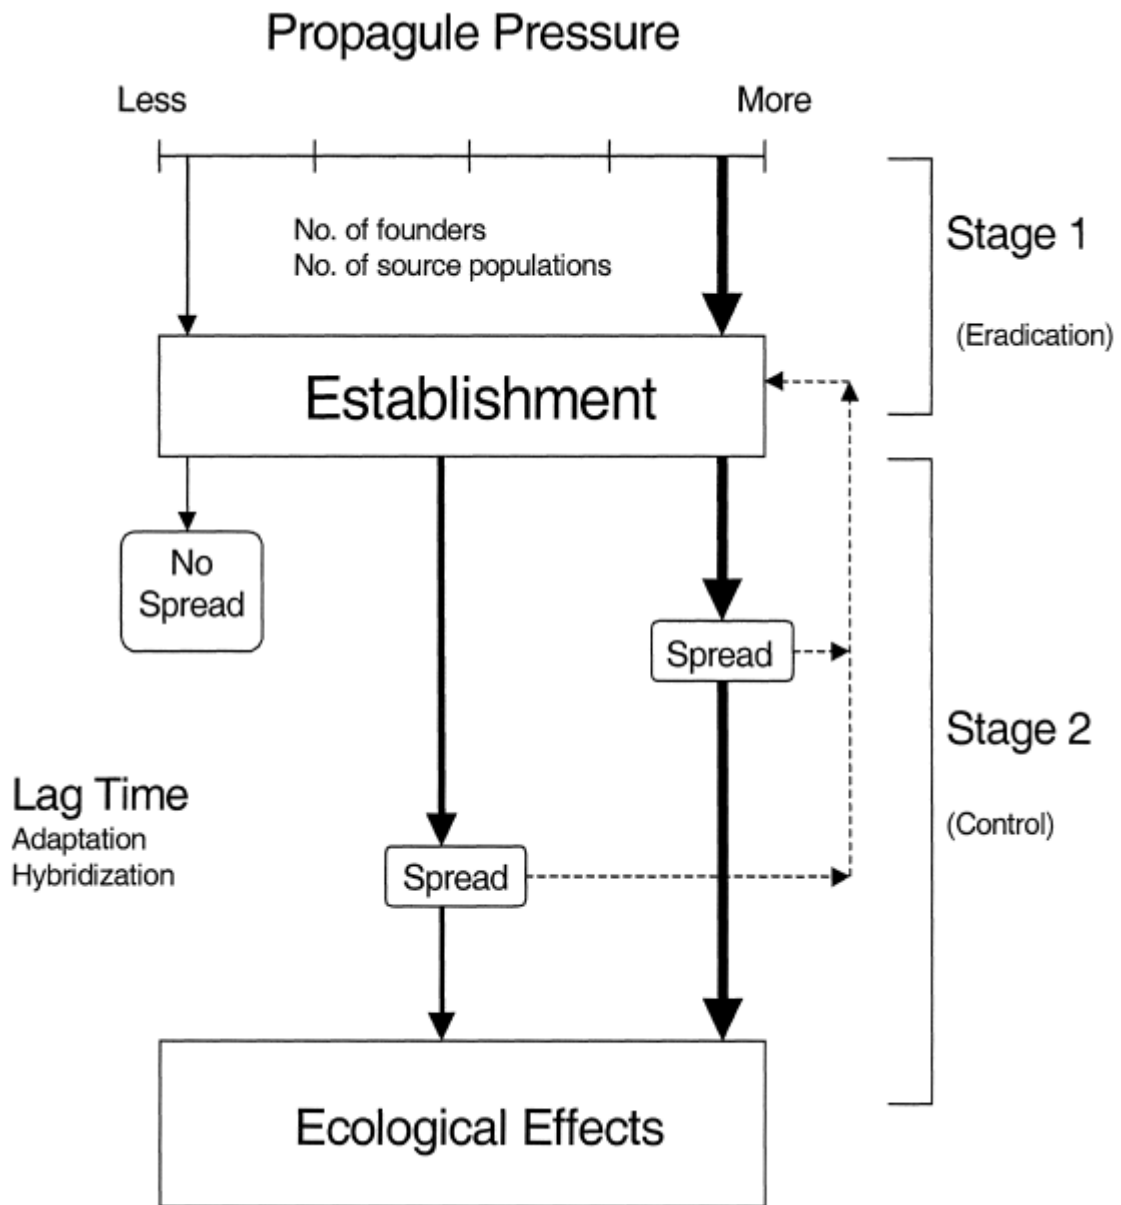 Propagule Pressure
Less
More
No. of founders
No. of source populations
Stage 1
(Eradication)
Establishment
No
Spread
Spread
Stage 2
(Control)
Lag Time
Adaptation
Hybridization
Spread
Ecological Effects